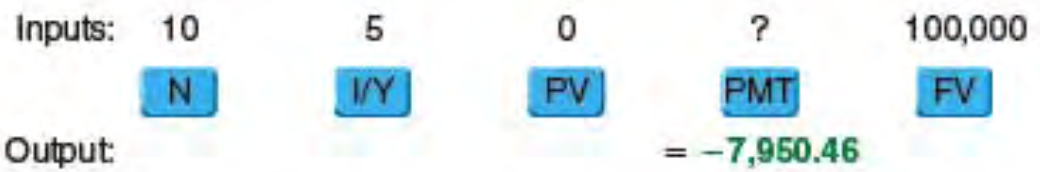 Inputs: 10 5 0 ? 100,000
N I/Y PV PMT FV
Output: = −7,950.46